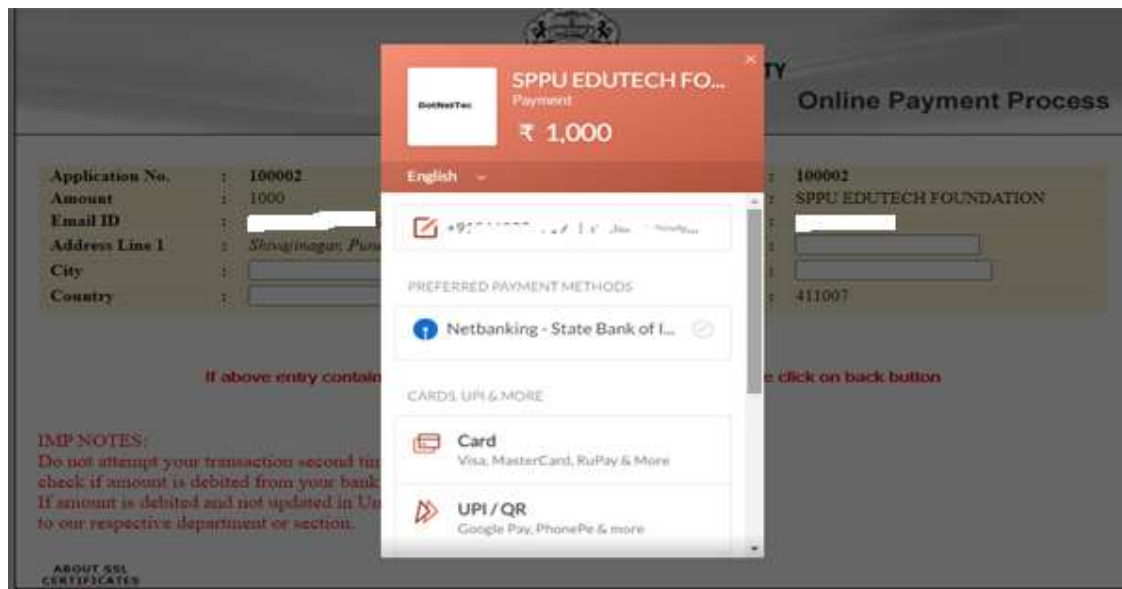 TY
Online Payment Process
DotNetTec
SPPU EDUTECH FO...
Payment
₹ 1,000
English
Application No. : 100002
Amount : 1000
Email ID :
Address Line 1 : Shivajinagar, Pune
City :
Country :
: 100002
: SPPU EDUTECH FOUNDATION
:
:
:
: 411007
PREFERRED PAYMENT METHODS
Netbanking - State Bank of I...
CARDS, UPI & MORE
Card
Visa, MasterCard, RuPay & More
UPI / QR
Google Pay, PhonePe & more
If above entry contain
click on back button
IMP NOTES:
Do not attempt your transaction second tim
check if amount is debited from your bank
If amount is debited and not updated in Un
to our respective department or section.
ABOUT SSL
CERTIFICATES